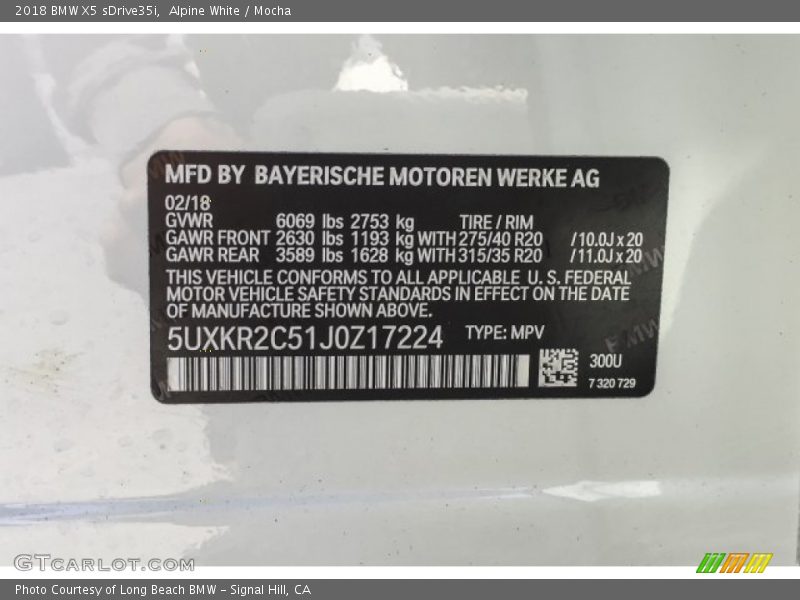 2018 BMW X5 sDrive35i,  Alpine White / Mocha
MFD BY BAYERISCHE MOTOREN WERKE AG
02/18
GVWR 6069 lbs 2753 kg TIRE / RIM
GAWR FRONT 2630 lbs 1193 kg WITH 275/40 R20 /10.0J x 20
GAWR REAR 3589 lbs 1628 kg WITH 315/35 R20 /11.0J x 20
THIS VEHICLE CONFORMS TO ALL APPLICABLE U. S. FEDERAL
MOTOR VEHICLE SAFETY STANDARDS IN EFFECT ON THE DATE
OF MANUFACTURE SHOWN ABOVE.
5UXKR2C51J0Z17224 TYPE: MPV
300U
7 320 729
GTCARLOT.COM
Photo Courtesy of Long Beach BMW – Signal Hill, CA